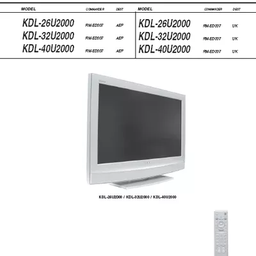 MODEL COMMANDER DEST MODEL COMMANDER DEST
KDL-26U2000 RM-ED007 AEP KDL-26U2000 RM-ED007 UK
KDL-32U2000 RM-ED007 AEP KDL-32U2000 RM-ED007 UK
KDL-40U2000 RM-ED007 AEP KDL-40U2000 RM-ED007 UK
KDL-26U2000 / KDL-32U2000 / KDL-40U2000